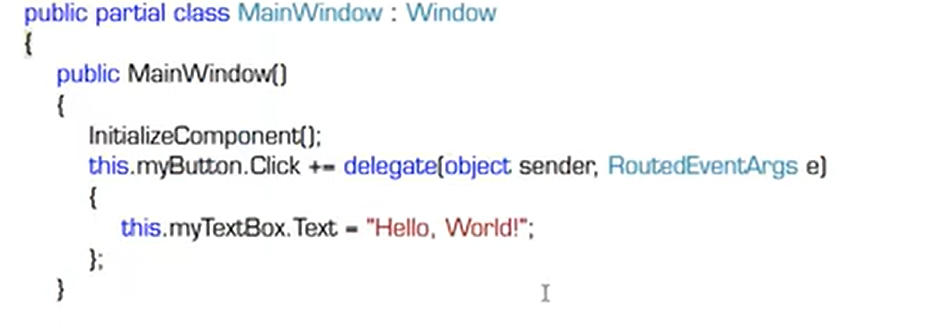 public partial class MainWindow : Window
{
public MainWindow()
{
InitializeComponent();
this.myButton.Click += delegate(object sender, RoutedEventArgs e)
{
this.myTextBox.Text = "Hello, World!";
};
}